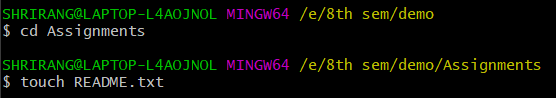 SHRIRANG@LAPTOP-L4AOJNOL MINGW64 /e/8th sem/demo
$ cd Assignments
SHRIRANG@LAPTOP-L4AOJNOL MINGW64 /e/8th sem/demo/Assignments
$ touch README.txt